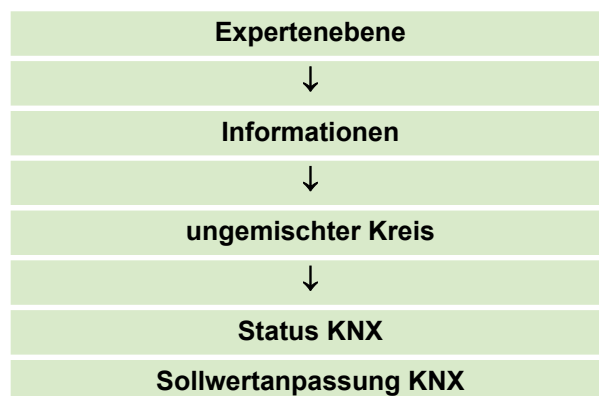 Expertenebene
↓
Informationen
↓
ungemischter Kreis
↓
Status KNX
Sollwertanpassung KNX